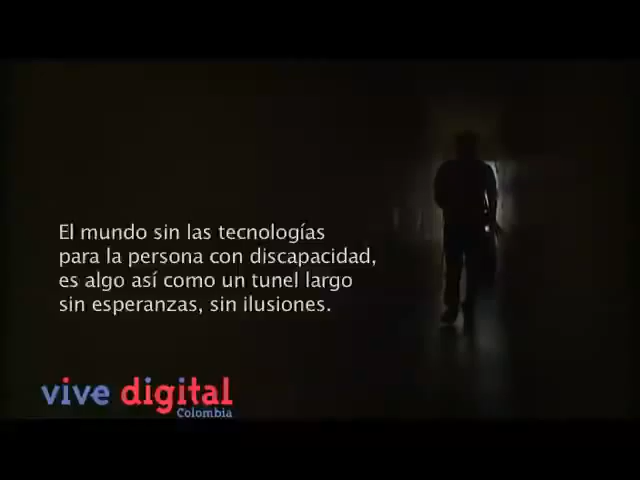 El mundo sin las tecnologías
para la persona con discapacidad,
es algo así como un tunel largo
sin esperanzas, sin ilusiones.
vive digital
Colombia